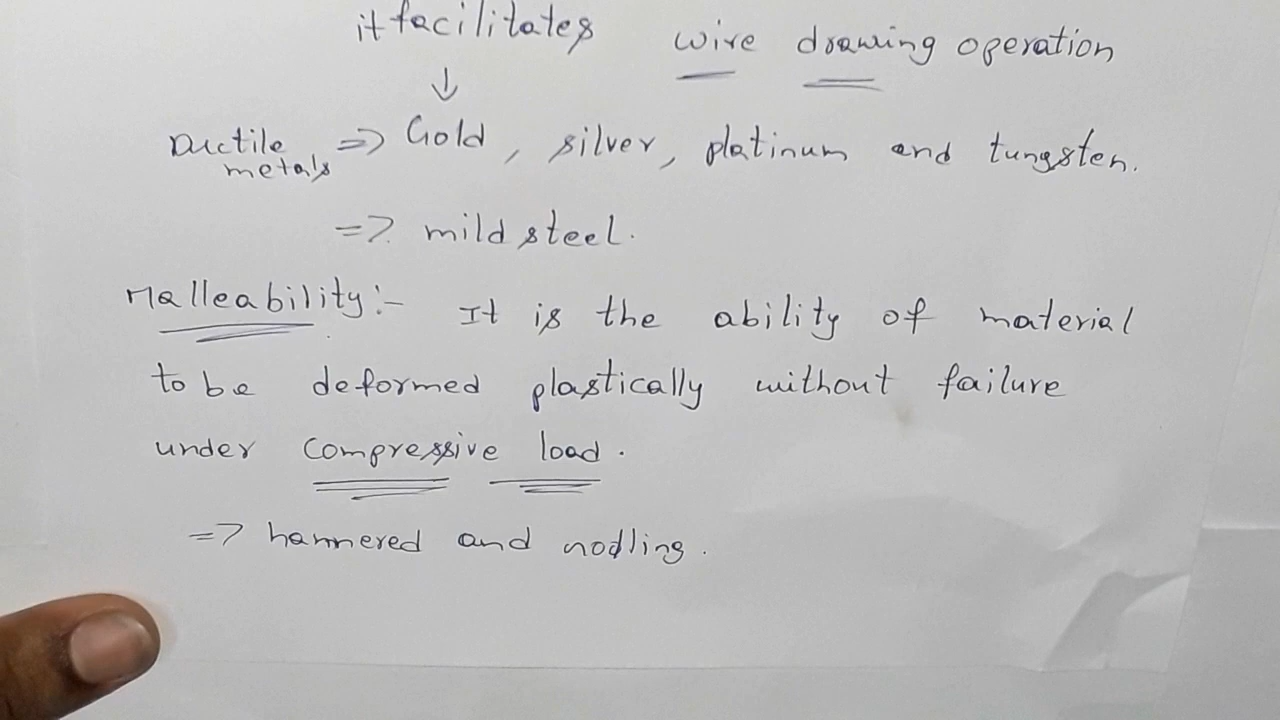 it facilitates wire drawing operation
↓
Ductile metals => Gold, silver, platinum and tungsten.
=> mild steel.
Malleability:- It is the ability of material
to be deformed plastically without failure
under compressive load.
=> hammered and